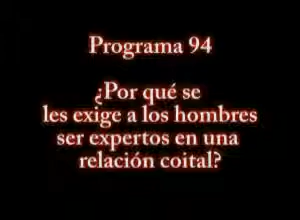 Programa 94
¿Por qué se
les exige a los hombres
ser expertos en una
relación coital?